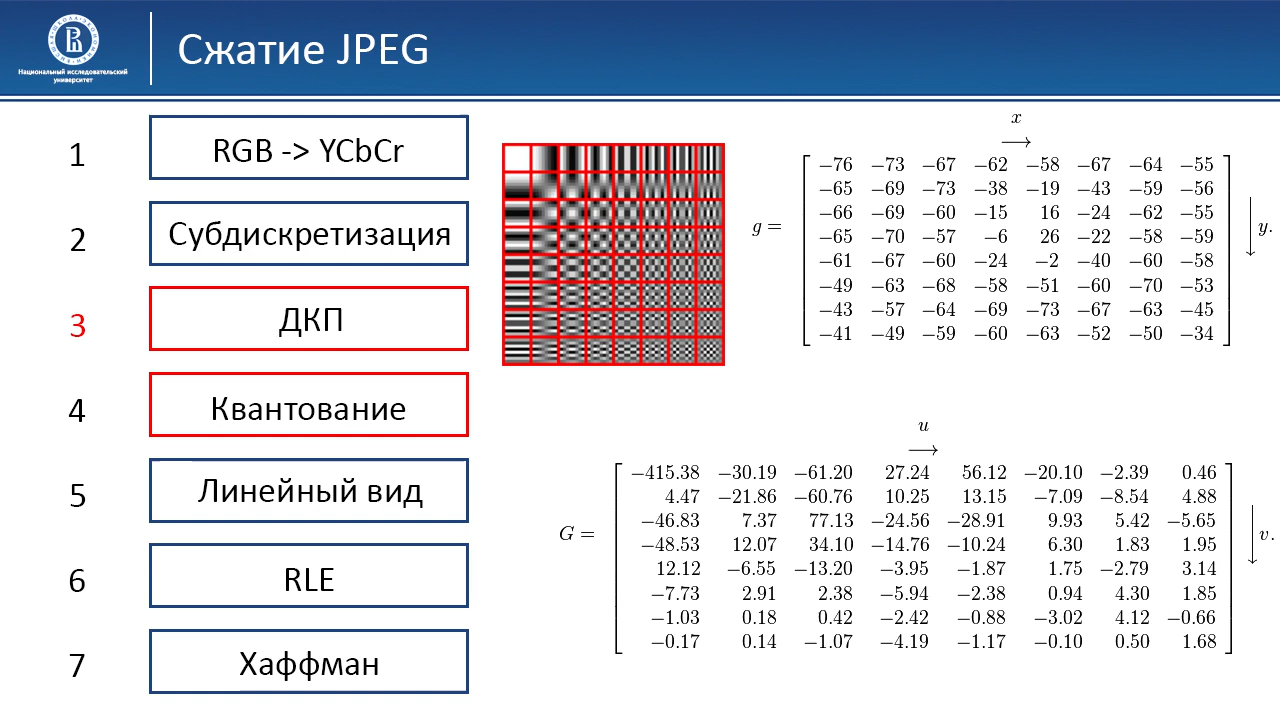 Национальный исследовательский
университет
Сжатие JPEG
1 RGB -> YCbCr
2 Субдискретизация
3 ДКП
4 Квантование
5 Линейный вид
6 RLE
7 Хаффман
x
→
−76 −73 −67 −62 −58 −67 −64 −55
−65 −69 −73 −38 −19 −43 −59 −56
−66 −69 −60 −15 16 −24 −62 −55
g = −65 −70 −57 −6 26 −22 −58 −59 ↓ y.
−61 −67 −60 −24 −2 −40 −60 −58
−49 −63 −68 −58 −51 −60 −70 −53
−43 −57 −64 −69 −73 −67 −63 −45
−41 −49 −59 −60 −63 −52 −50 −34
u
→
−415.38 −30.19 −61.20 27.24 56.12 −20.10 −2.39 0.46
4.47 −21.86 −60.76 10.25 13.15 −7.09 −8.54 4.88
−46.83 7.37 77.13 −24.56 −28.91 9.93 5.42 −5.65
G = −48.53 12.07 34.10 −14.76 −10.24 6.30 1.83 1.95 ↓ v.
12.12 −6.55 −13.20 −3.95 −1.87 1.75 −2.79 3.14
−7.73 2.91 2.38 −5.94 −2.38 0.94 4.30 1.85
−1.03 0.18 0.42 −2.42 −0.88 −3.02 4.12 −0.66
−0.17 0.14 −1.07 −4.19 −1.17 −0.10 0.50 1.68